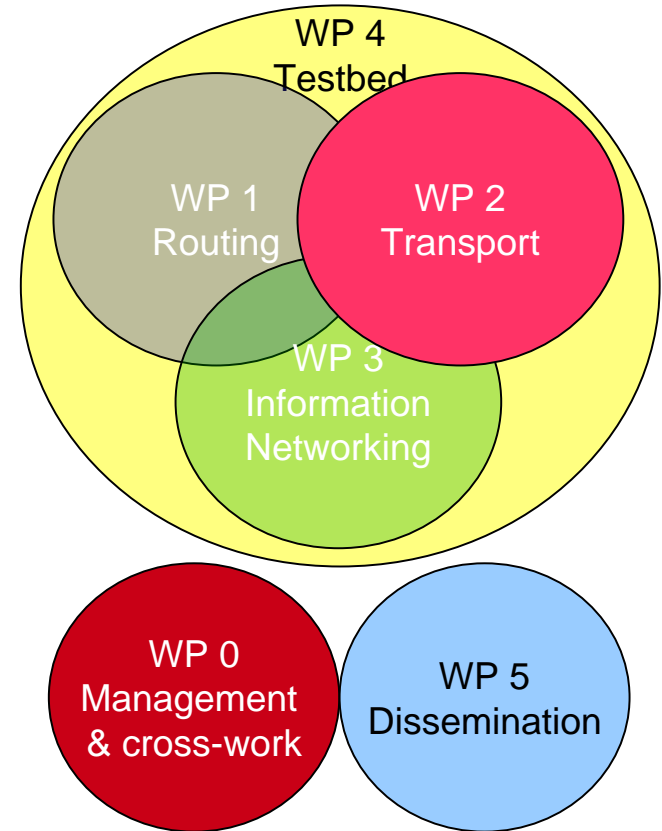 WP 4
Testbed
WP 1
Routing
WP 2
Transport
WP 3
Information
Networking
WP 0
Management
& cross-work
WP 5
Dissemination